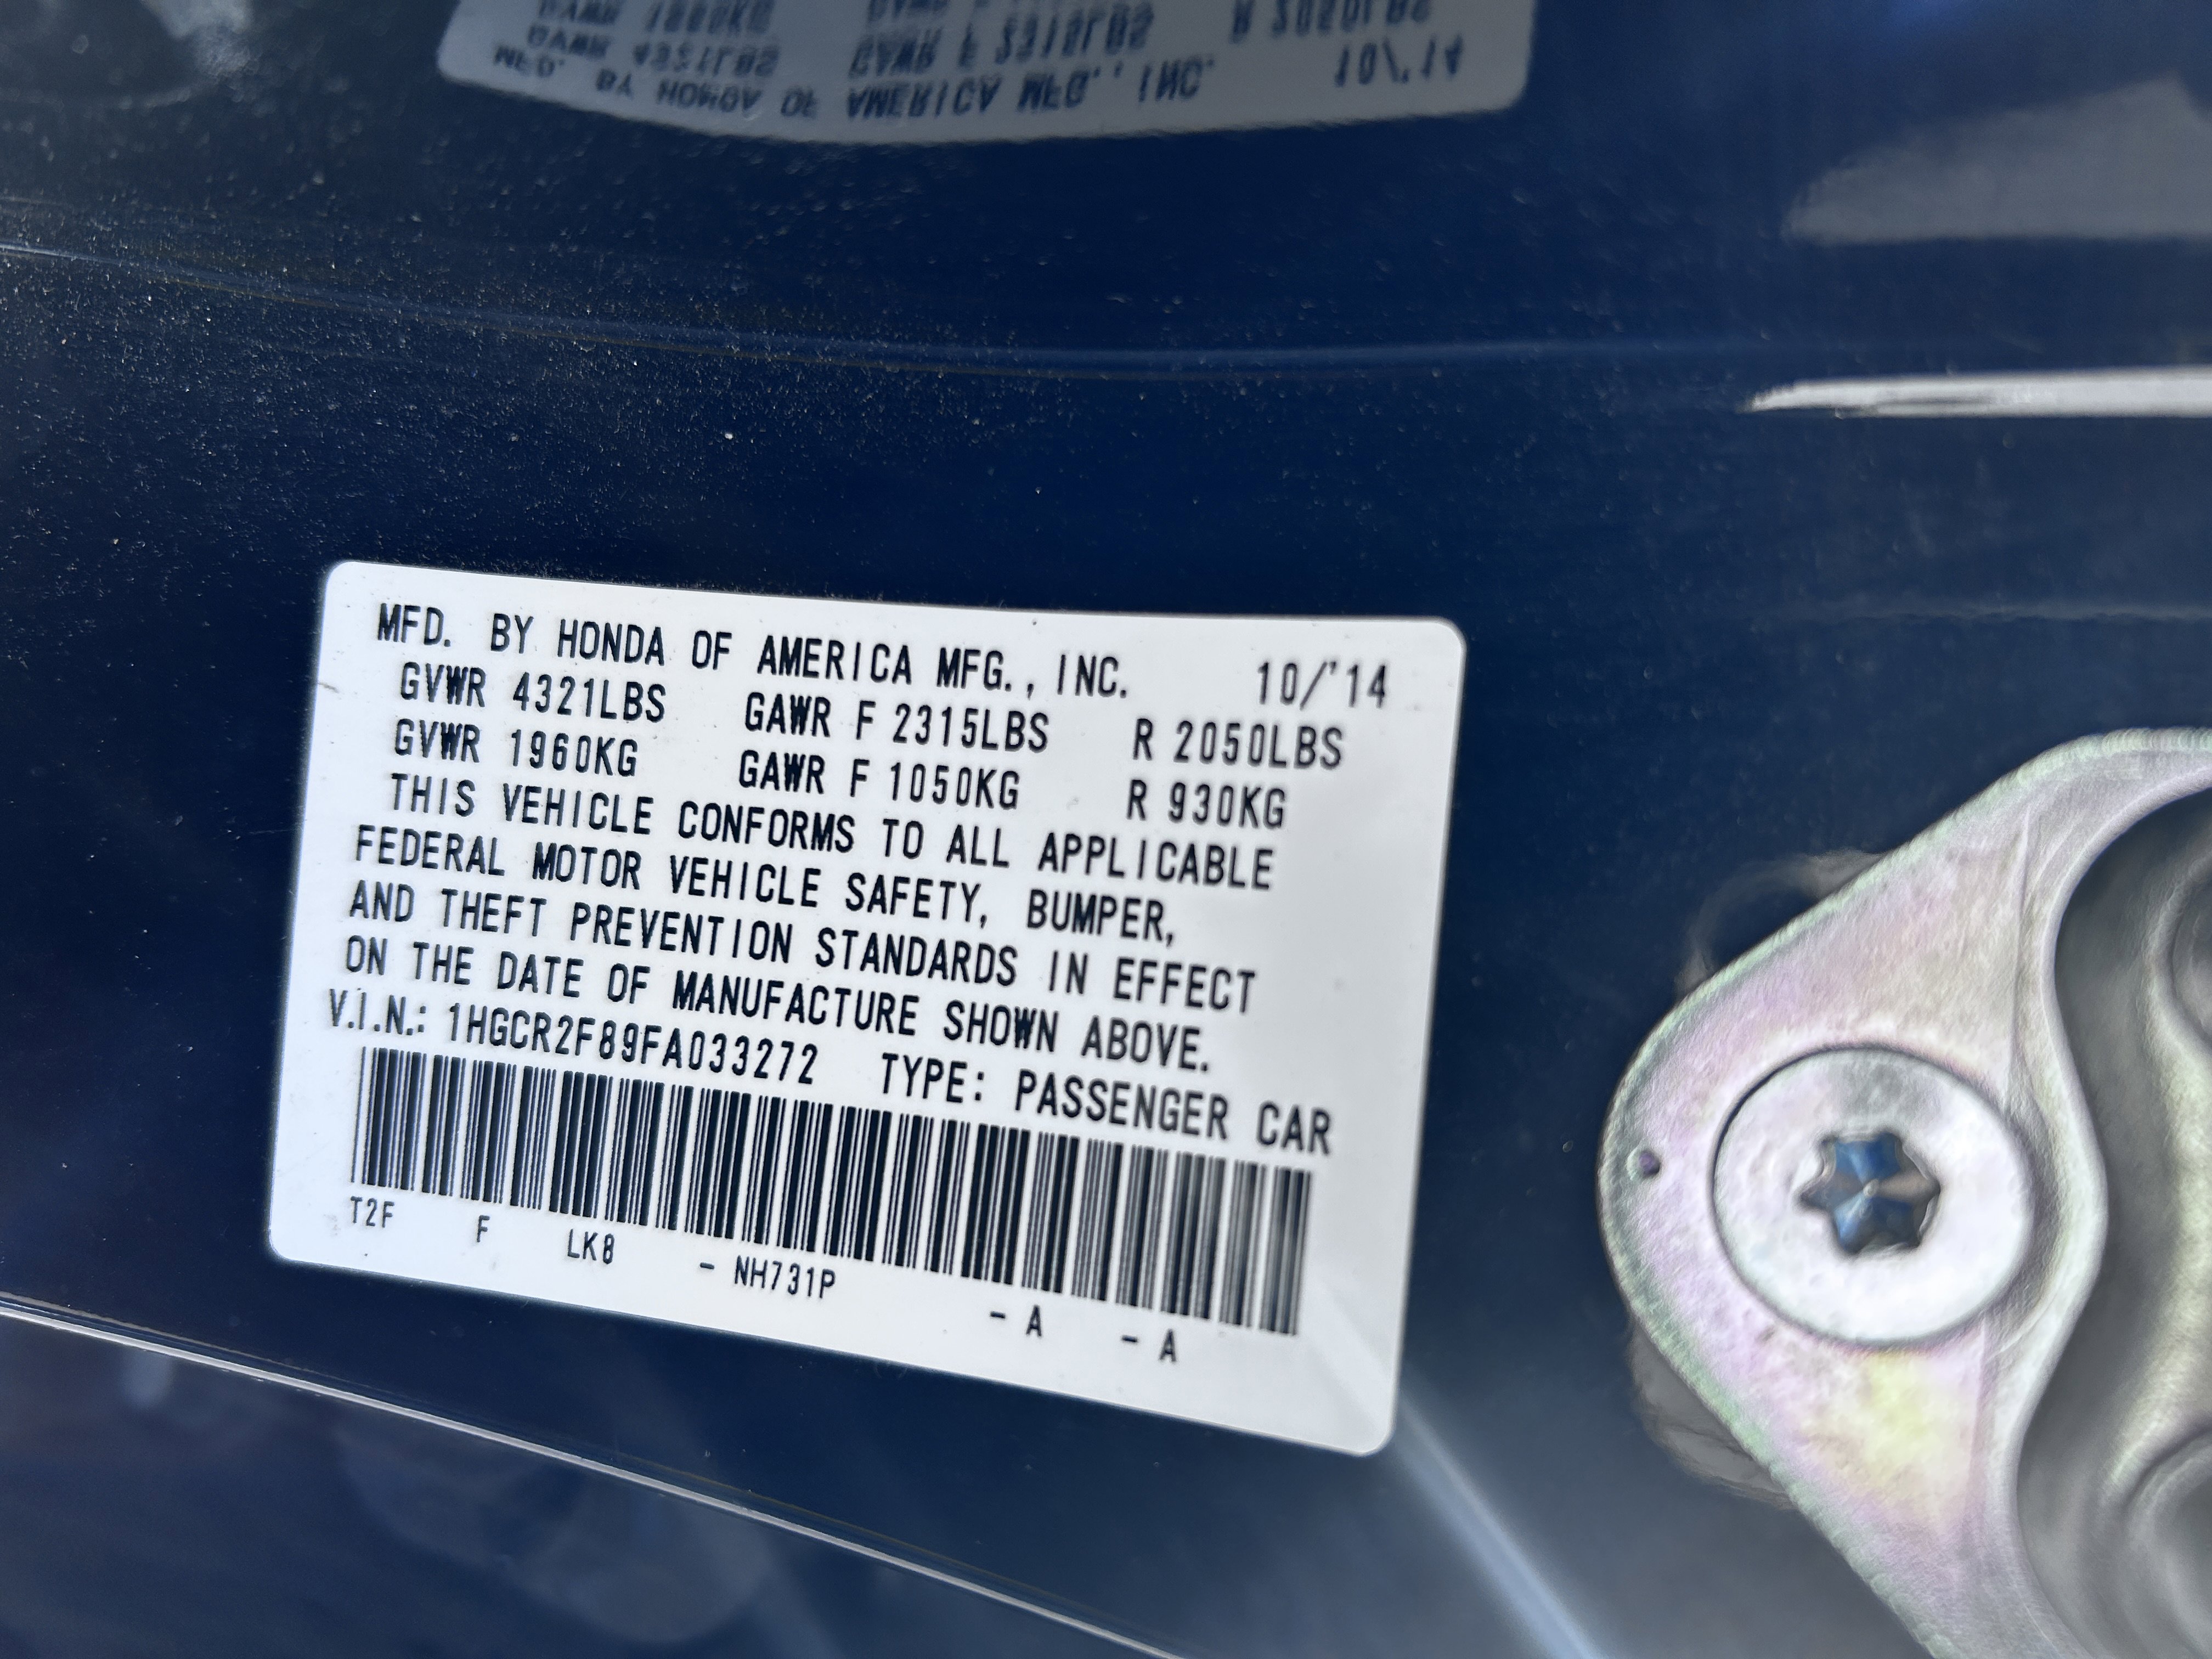 MFD. BY HONDA OF AMERICA MFG., INC. 10/'14
GVWR 4321LBS GAWR F 2315LBS R 2050LBS
GVWR 1960KG GAWR F 1050KG R 930KG
THIS VEHICLE CONFORMS TO ALL APPLICABLE
FEDERAL MOTOR VEHICLE SAFETY, BUMPER,
AND THEFT PREVENTION STANDARDS IN EFFECT
ON THE DATE OF MANUFACTURE SHOWN ABOVE.
V.I.N.: 1HGCR2F89FA033272 TYPE: PASSENGER CAR
T2F F LK8 - NH731P - A - A